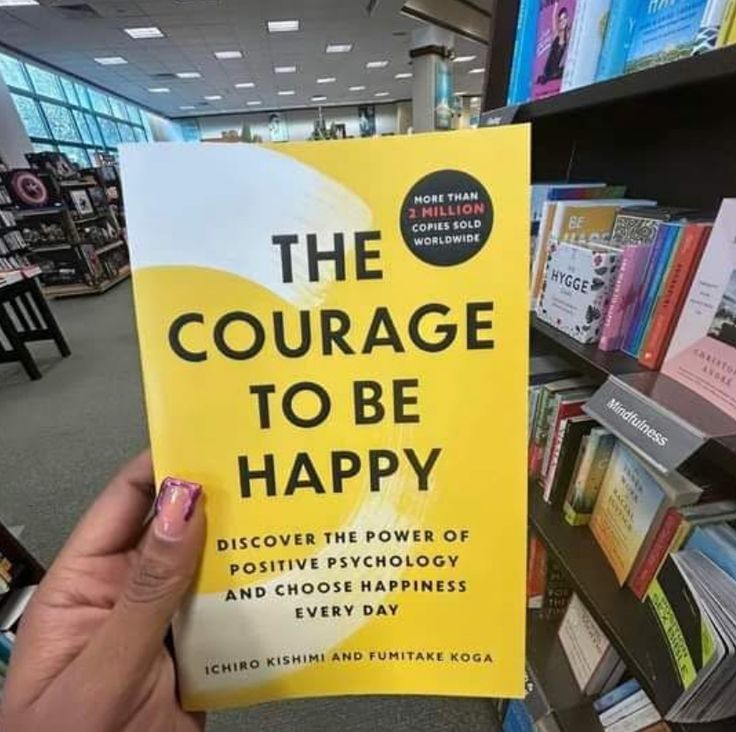 THE
COURAGE
TO BE
HAPPY
MORE THAN
2 MILLION
COPIES SOLD
WORLDWIDE
DISCOVER THE POWER OF
POSITIVE PSYCHOLOGY
AND CHOOSE HAPPINESS
EVERY DAY
ICHIRO KISHIMI AND FUMITAKE KOGA
BE
HYGGE
Mindfulness